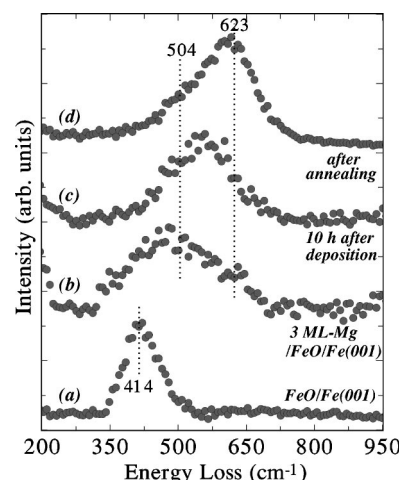 623
504
(d)
after
annealing
(c)
10 h after
deposition
(b)
3 ML-Mg
/FeO/Fe(001)
414
(a)
FeO/Fe(001)
Intensity (arb. units)
200 350 500 650 800 950
Energy Loss (cm-1)